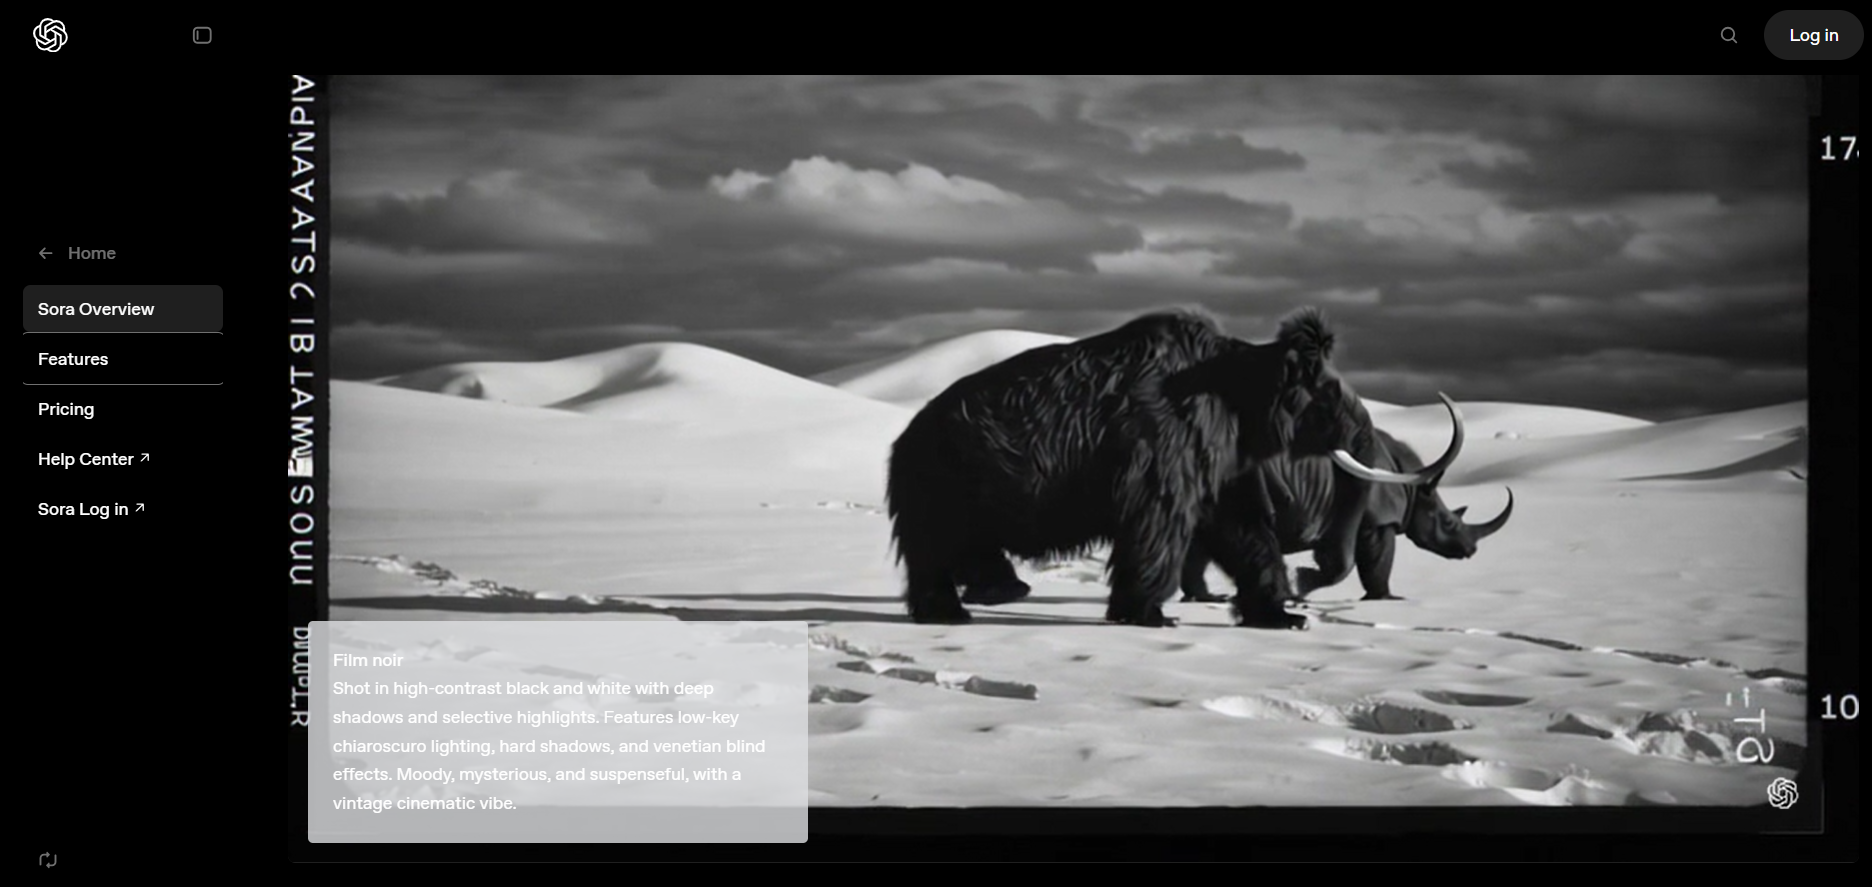 Log in
Home
Sora Overview
Features
Pricing
Help Center
Sora Log in
17
10
Film noir
Shot in high-contrast black and white with deep
shadows and selective highlights. Features low-key
chiaroscuro lighting, hard shadows, and venetian blind
effects. Moody, mysterious, and suspenseful, with a
vintage cinematic vibe.